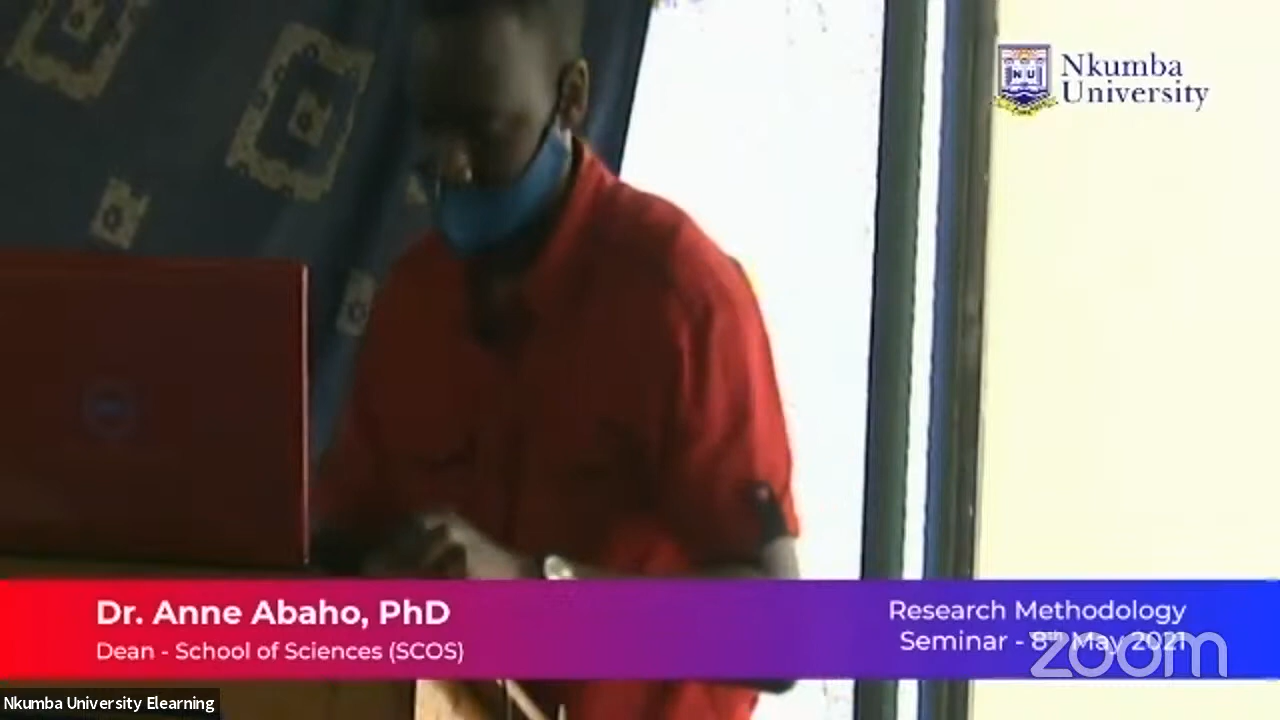 Nkumba
University
NU
Dr. Anne Abaho, PhD
Dean - School of Sciences (SCOS)
Research Methodology
Seminar - 8th May 2021
zoom
Nkumba University Elearning